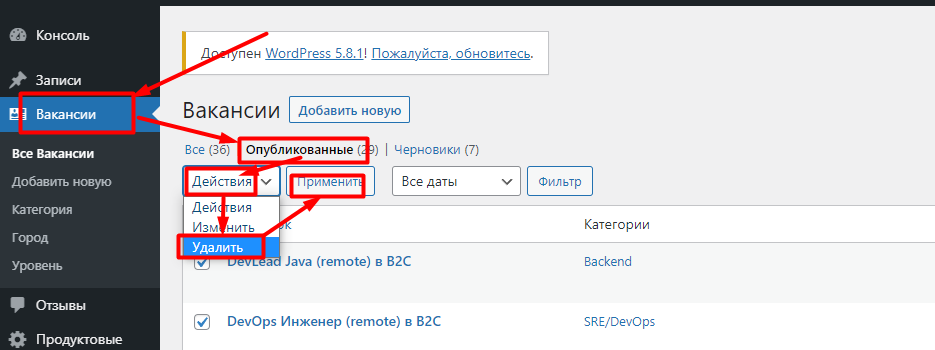 Консоль
Записи
Вакансии
Все Вакансии
Добавить новую
Категория
Город
Уровень
Отзывы
Продуктовые
Доступен WordPress 5.8.1! Пожалуйста, обновитесь.
Вакансии Добавить новую
Все (36) Опубликованные (29) | Черновики (7)
Действия Применить Все даты Фильтр
Действия
Изменить
Удалить
Категории
DevLead Java (remote) в B2C Backend
DevOps Инженер (remote) в B2C SRE/DevOps